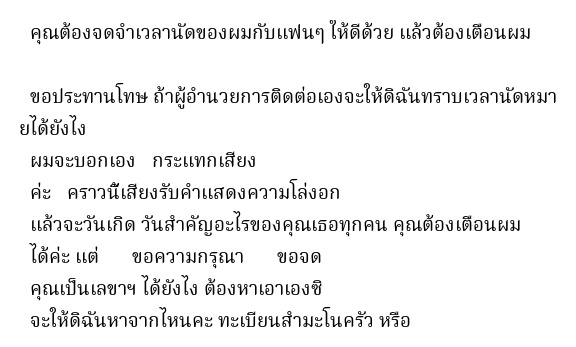 คุณต้องจดจำเวลานัดของผมกับแฟนๆ ให้ดีด้วย แล้วต้องเตือนผม
ขอประทานโทษ ถ้าผู้อำนวยการติดต่อเองจะให้ดิฉันทราบเวลานัดหมา
ยได้ยังไง
ผมจะบอกเอง กระแทกเสียง
ค่ะ คราวนี้เสียงรับคำแสดงความโล่งอก
แล้วจะวันเกิด วันสำคัญอะไรของคุณเธอทุกคน คุณต้องเตือนผม
ได้ค่ะ แต่ ขอความกรุณา ขอจด
คุณเป็นเลขาฯ ได้ยังไง ต้องหาเอาเองซิ
จะให้ดิฉันหาจากไหนคะ ทะเบียนสำมะโนครัว หรือ